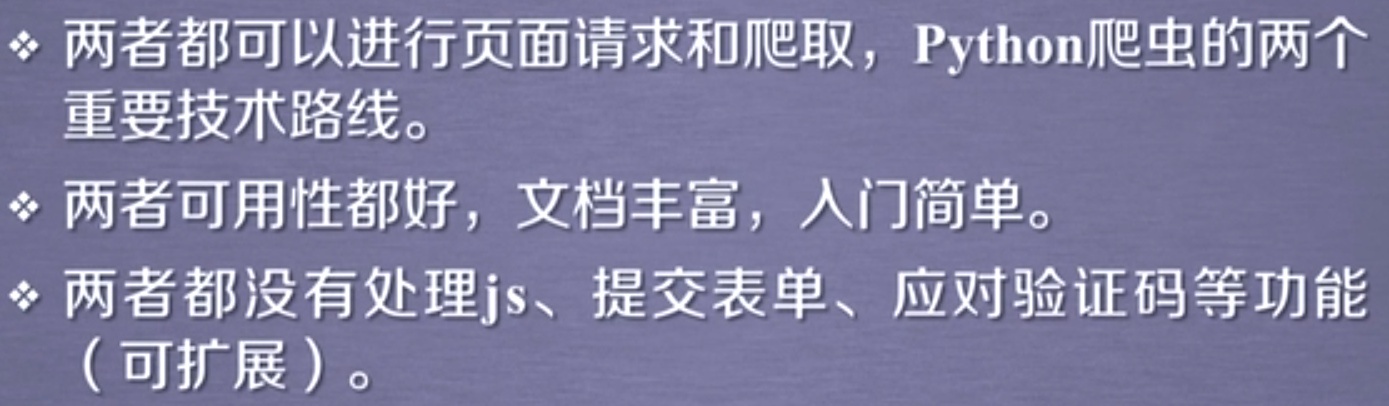 ❖ 两者都可以进行页面请求和爬取，Python爬虫的两个
重要技术路线。
❖ 两者可用性都好，文档丰富，入门简单。
❖ 两者都没有处理js、提交表单、应对验证码等功能
（可扩展）。